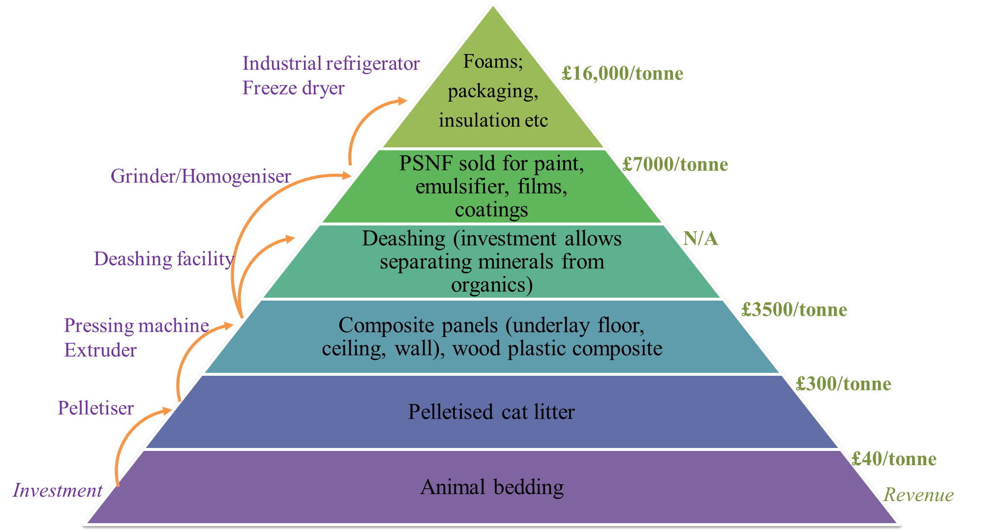 Industrial refrigerator
Freeze dryer
Foams;
packaging,
insulation etc
£16,000/tonne
Grinder/Homogeniser
PSNF sold for paint,
emulsifier, films,
coatings
£7000/tonne
Deashing facility
Deashing (investment allows
separating minerals from
organics)
N/A
Pressing machine
Extruder
Composite panels (underlay floor,
ceiling, wall), wood plastic composite
£3500/tonne
Pelletiser
Pelletised cat litter
£300/tonne
Investment
Animal bedding
£40/tonne
Revenue